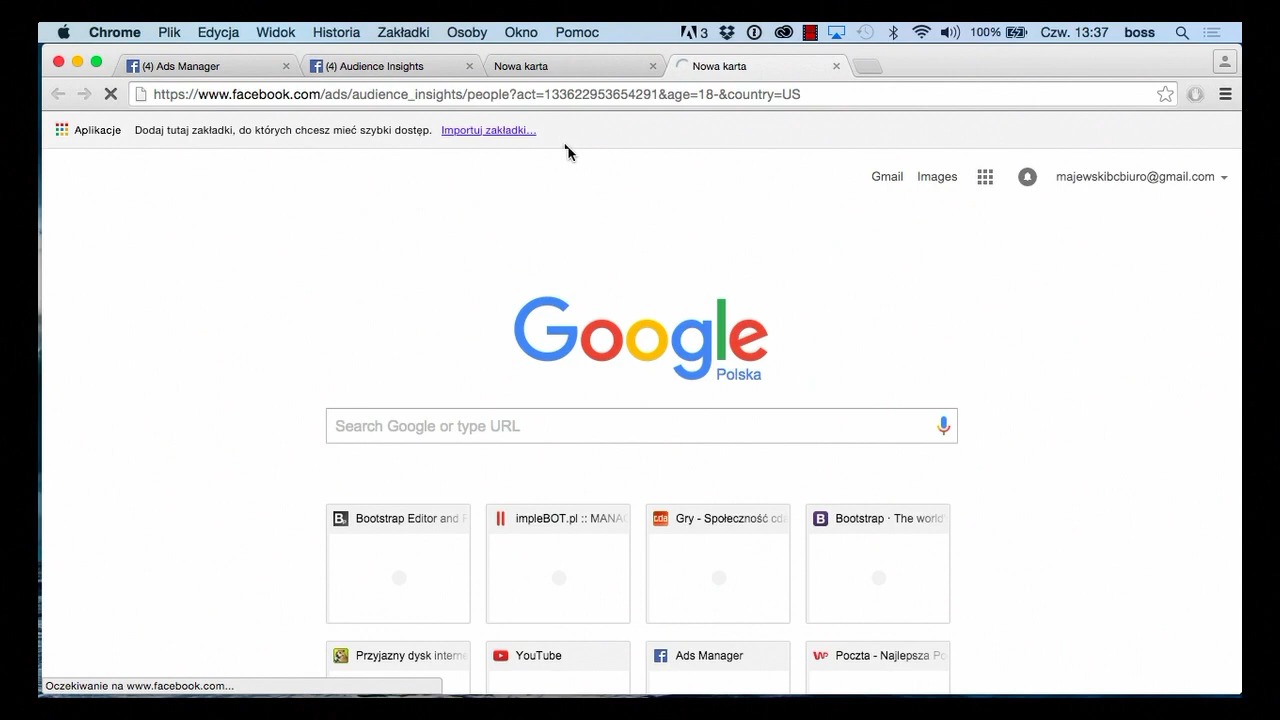 Chrome Plik Edycja Widok Historia Zakładki Osoby Okno Pomoc 3 100% Czw. 13:37 boss
(4) Ads Manager (4) Audience Insights Nowa karta Nowa karta
https://www.facebook.com/ads/audience_insights/people?act=133622953654291&age=18-&country=US
Aplikacje Dodaj tutaj zakładki, do których chcesz mieć szybki dostęp. Importuj zakładki...
Gmail Images majewskibcbiuro@gmail.com
Google
Polska
Search Google or type URL
Bootstrap Editor and impleBOT.pl :: MANA Gry - Społeczność cda Bootstrap · The world'
Przyjazny dysk interne YouTube Ads Manager Poczta - Najlepsza Po
Oczekiwanie na www.facebook.com...